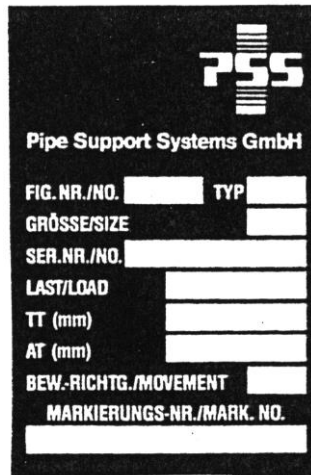 PSS
Pipe Support Systems GmbH
FIG. NR./NO. TYP
GRÖSSE/SIZE
SER.NR./NO.
LAST/LOAD
TT (mm)
AT (mm)
BEW.-RICHTG./MOVEMENT
MARKIERUNGS-NR./MARK. NO.